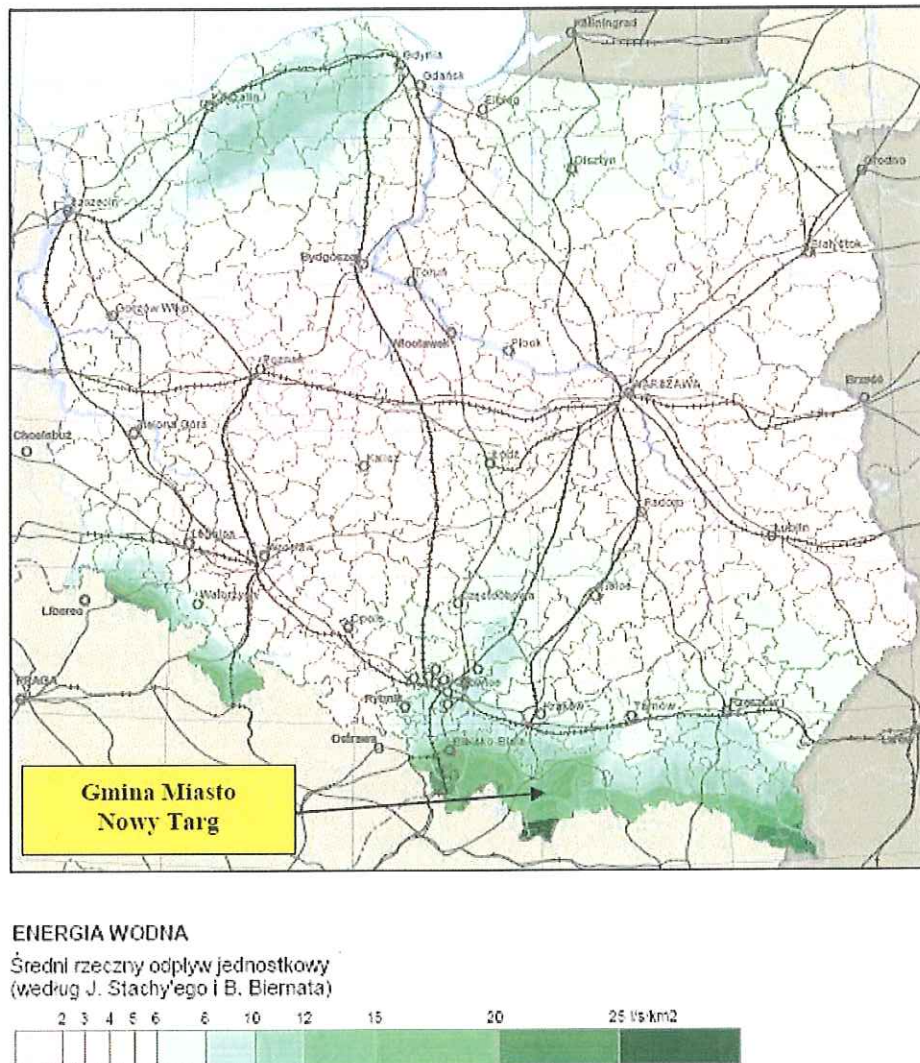 Kaliningrad
Gdynia
Gdańsk
Elbląg
Olsztyn
Grodno
Szczecin
Białystok
Bydgoszcz
Toruń
Gorzów Wlkp.
Włocławek
Płock
Poznań
WARSZAWA
Brześć
Zielona Góra
Chociebuż
Kalisz
Łódź
Radom
Lublin
Legnica
Wrocław
Wałbrzych
Liberec
Częstochowa
Kielce
Opole
PRAGA
Rybnik
Kraków
Tarnów
Rzeszów
Ostrawa
Bielsko-Biała
Gmina Miasto
Nowy Targ
ENERGIA WODNA
Średni rzeczny odpływ jednostkowy
(według J. Stachy'ego i B. Biernata)
2 3 4 5 6 8 10 12 15 20 25 l/s·km2